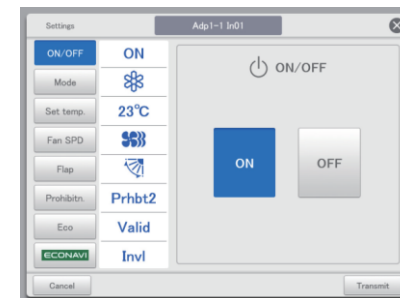 Settings
Adp1-1 In01
ON/OFF
ON
Mode
Set temp.
23℃
Fan SPD
Flap
Prohibitn.
Prhbt2
Eco
Valid
ECONAVI
Invl
ON/OFF
ON
OFF
Cancel
Transmit